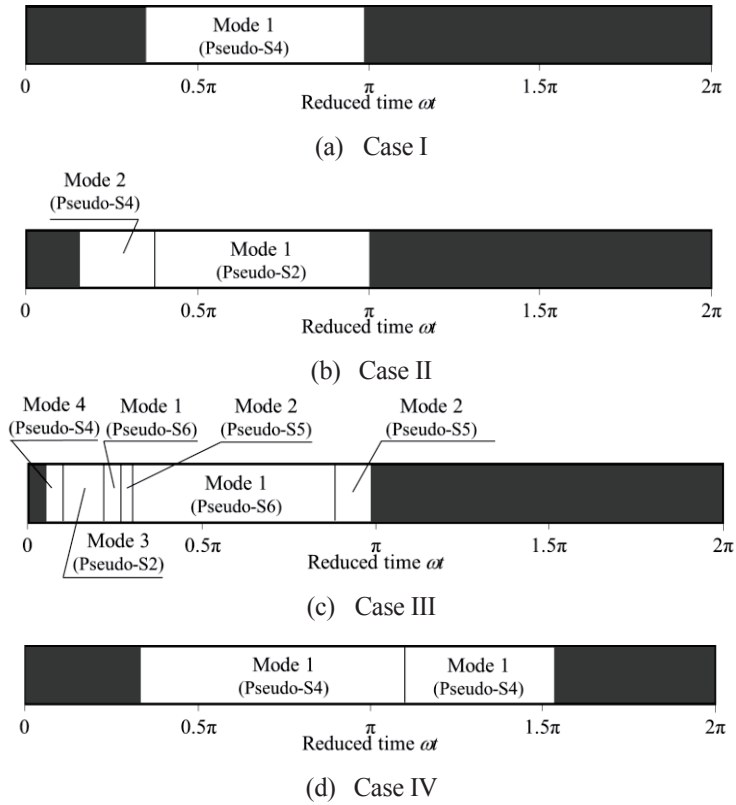 Mode 1
(Pseudo-S4)
0 0.5π π 1.5π 2π
Reduced time ωt
(a) Case I
Mode 2
(Pseudo-S4)
Mode 1
(Pseudo-S2)
0 0.5π π 1.5π 2π
Reduced time ωt
(b) Case II
Mode 4 Mode 1 Mode 2 Mode 2
(Pseudo-S4) (Pseudo-S6) (Pseudo-S5) (Pseudo-S5)
Mode 1
(Pseudo-S6)
0 0.5π π 1.5π 2π
Mode 3
(Pseudo-S2)
Reduced time ωt
(c) Case III
Mode 1 Mode 1
(Pseudo-S4) (Pseudo-S4)
0 0.5π π 1.5π 2π
Reduced time ωt
(d) Case IV